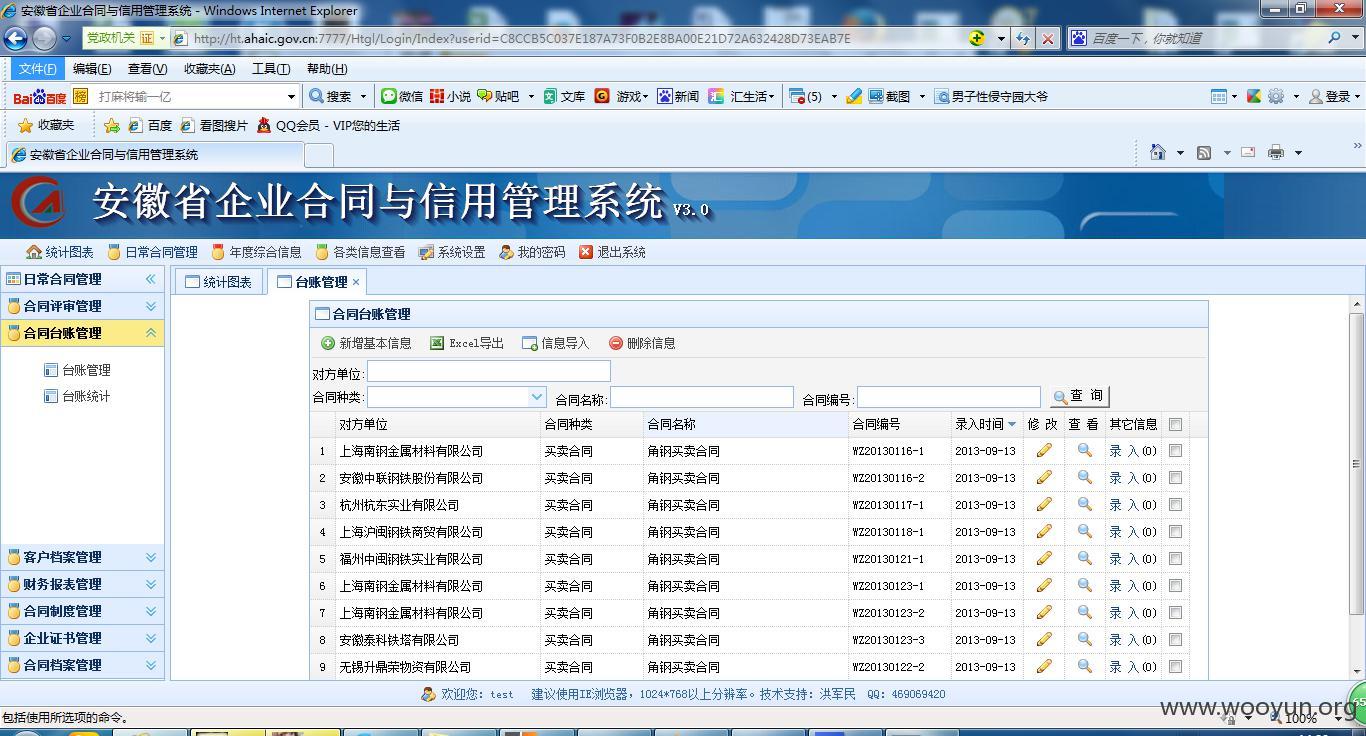 安徽省企业合同与信用管理系统 - Windows Internet Explorer
党政机关 证 http://ht.ahaic.gov.cn:7777/Htgl/Login/Index?userid=C8CCB5C037E187A73F0B2E8BA00E21D72A632428D73EAB7E 百度一下，你就知道
文件(F) 编辑(E) 查看(V) 收藏夹(A) 工具(T) 帮助(H)
Bai百度 榜 打麻将输一亿 搜索 微信 小说 贴吧 文库 游戏 新闻 汇生活 (5) 截图 男子性侵守园大爷 登录
收藏夹 百度 看图搜片 QQ会员 - VIP您的生活
安徽省企业合同与信用管理系统
安徽省企业合同与信用管理系统 V3.0
统计图表 日常合同管理 年度综合信息 各类信息查看 系统设置 我的密码 退出系统
日常合同管理
合同评审管理
合同台账管理
台账管理
台账统计
客户档案管理
财务报表管理
合同制度管理
企业证书管理
合同档案管理
统计图表 台账管理
合同台账管理
新增基本信息 Excel导出 信息导入 删除信息
对方单位:
合同种类: 合同名称: 合同编号: 查 询
对方单位 合同种类 合同名称 合同编号 录入时间 修 改 查 看 其它信息
1 上海南钢金属材料有限公司 买卖合同 角钢买卖合同 WZ20130116-1 2013-09-13 录 入(0)
2 安徽中联钢铁股份有限公司 买卖合同 角钢买卖合同 WZ20130116-2 2013-09-13 录 入(0)
3 杭州杭东实业有限公司 买卖合同 角钢买卖合同 WZ20130117-1 2013-09-13 录 入(0)
4 上海沪闽钢铁商贸有限公司 买卖合同 角钢买卖合同 WZ20130118-1 2013-09-13 录 入(0)
5 福州中闽钢铁实业有限公司 买卖合同 角钢买卖合同 WZ20130121-1 2013-09-13 录 入(0)
6 上海南钢金属材料有限公司 买卖合同 角钢买卖合同 WZ20130123-1 2013-09-13 录 入(0)
7 上海南钢金属材料有限公司 买卖合同 角钢买卖合同 WZ20130123-2 2013-09-13 录 入(0)
8 安徽泰科铁塔有限公司 买卖合同 角钢买卖合同 WZ20130123-3 2013-09-13 录 入(0)
9 无锡升鼎荣物资有限公司 买卖合同 角钢买卖合同 WZ20130122-2 2013-09-13 录 入(0)
欢迎您: test 建议使用IE浏览器，1024*768以上分辨率。技术支持: 洪军民 QQ: 469069420
包括使用所选项的命令。 100%
www.wooyun.org